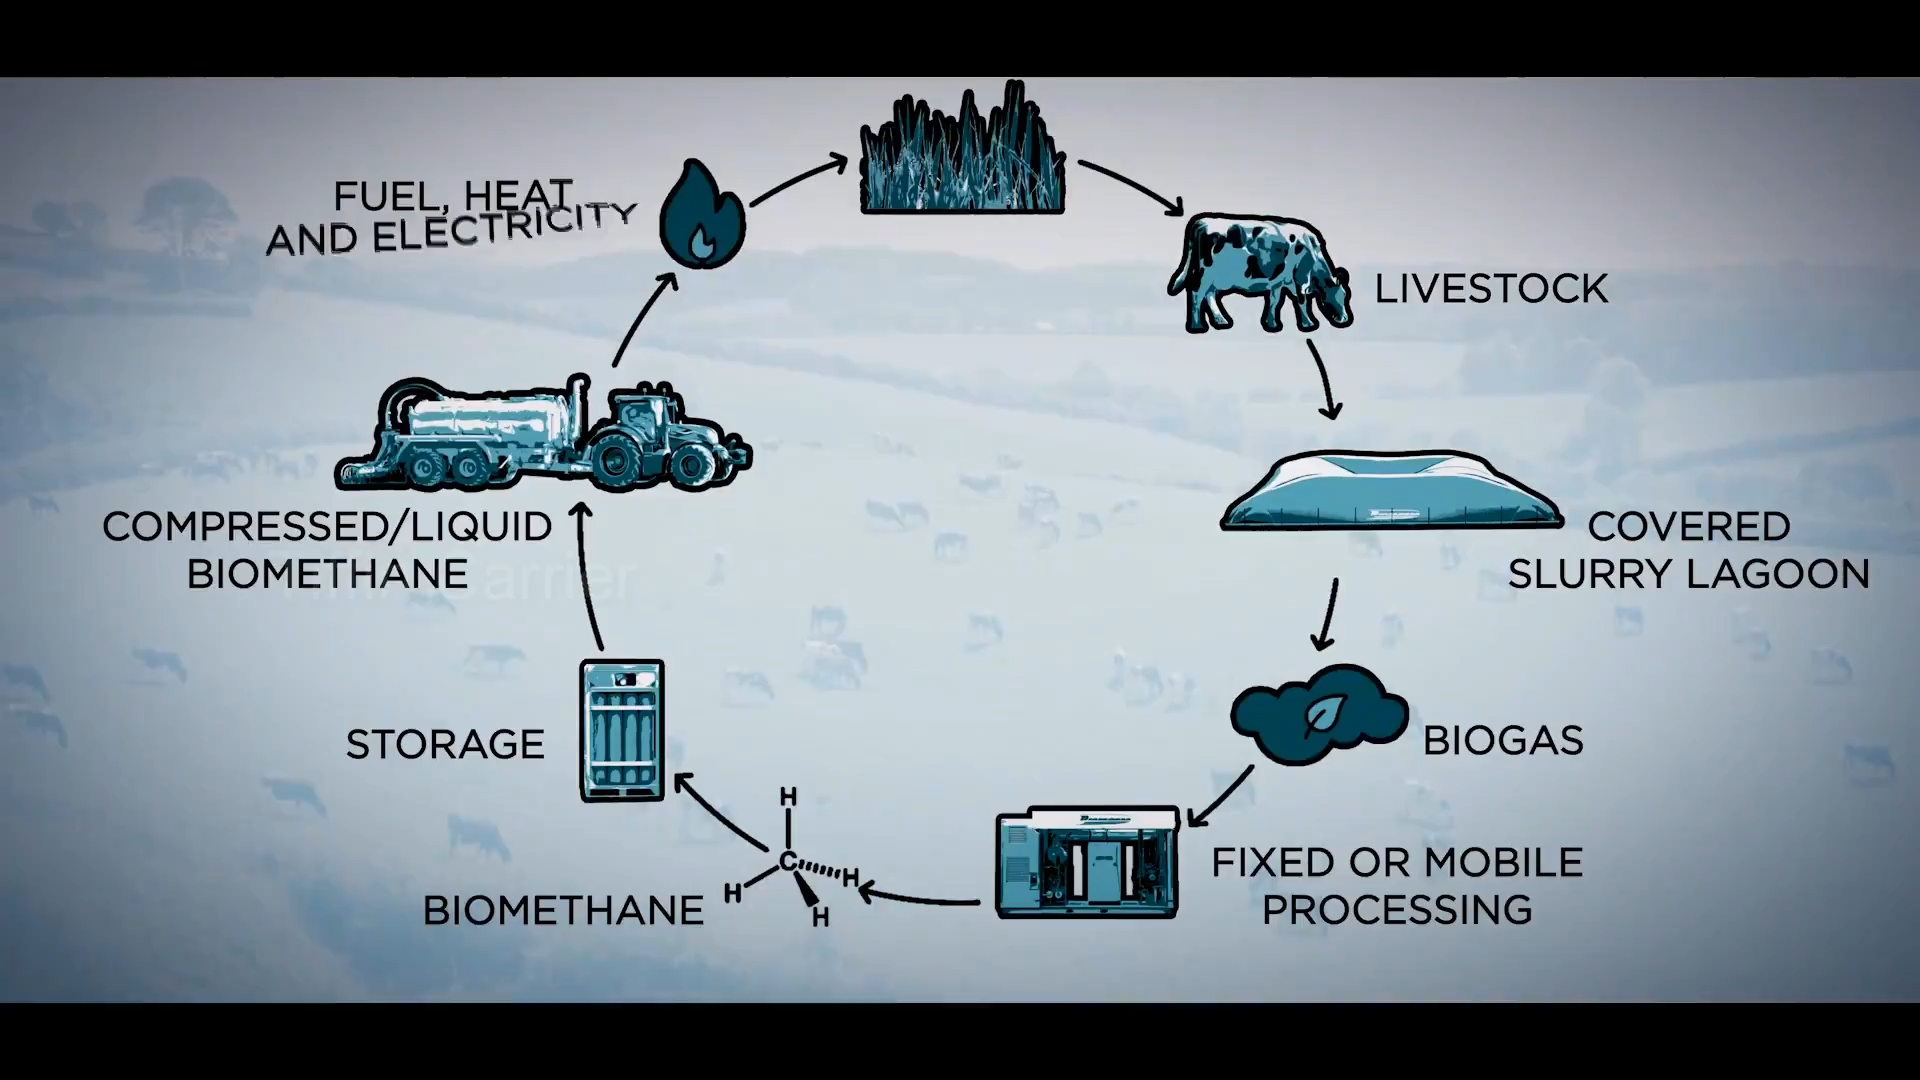 FUEL, HEAT
AND ELECTRICITY
LIVESTOCK
COMPRESSED/LIQUID
BIOMETHANE
COVERED
SLURRY LAGOON
STORAGE
BIOGAS
H
C
H
H
H
BIOMETHANE
FIXED OR MOBILE
PROCESSING